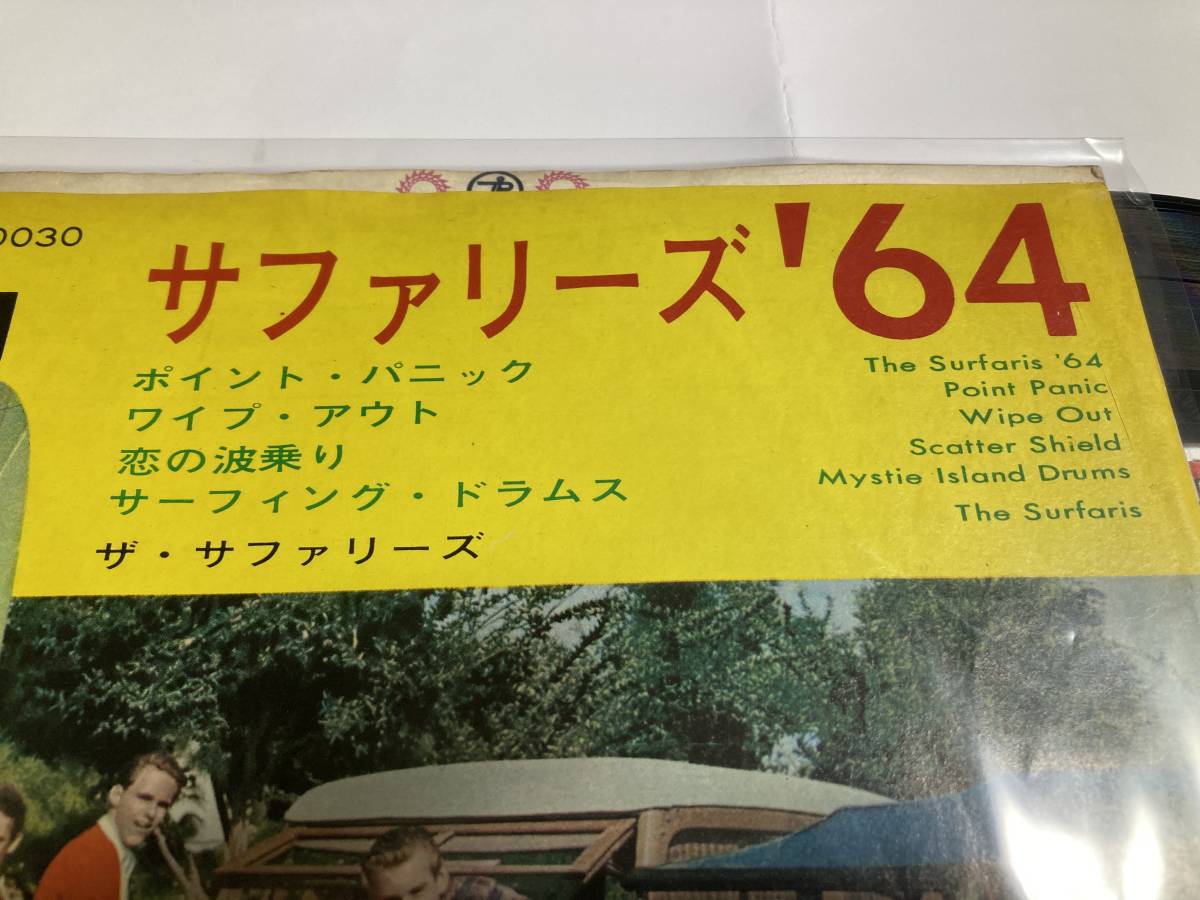 0030
サファリーズ'64
ポイント・パニック
ワイプ・アウト
恋の波乗り
サーフィング・ドラムス
ザ・サファリーズ
The Surfaris '64
Point Panic
Wipe Out
Scatter Shield
Mystie Island Drums
The Surfaris